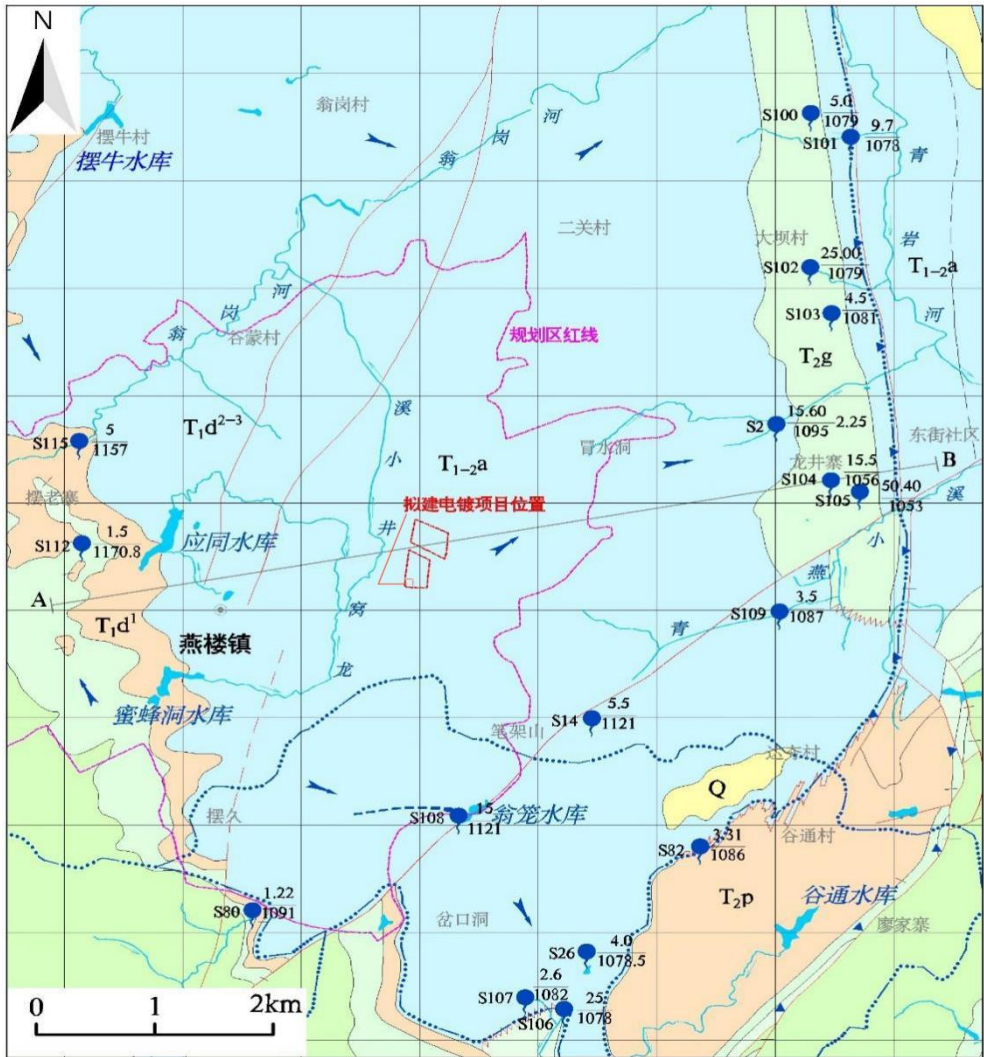 N
翁岗村
河
岗
翁
摆牛村
摆牛水库
S100 5.0
1079
S101 9.7
1078
青
岩
河
二关村
大坝村
S102 25.00
1079
T₁₋₂a
S103 4.5
1081
河
岗
翁
谷蒙村
规划区红线
T₂g
T₁d²⁻³
溪
小
井
窝
龙
S115 5
1157
T₁₋₂a
冒水洞
S2 15.60
1095 2.25
东街社区
龙井寨
B
S104 15.5
1056
S105 50.40
1053
溪
小
燕
青
摆老寨
拟建电镀项目位置
S112 1.5
1170.8
应同水库
A
T₁d¹
燕楼镇
S109 3.5
1087
蜜蜂洞水库
S14 5.5
1121
笔架山
Q
摆久
S108 15
1121
翁笼水库
谷通村
S82 3.31
1086
T₂p
谷通水库
S80 1.22
1091
岔口洞
廖家寨
S26 4.0
1078.5
S107 2.6
1082
S106 25
1078
0 1 2km